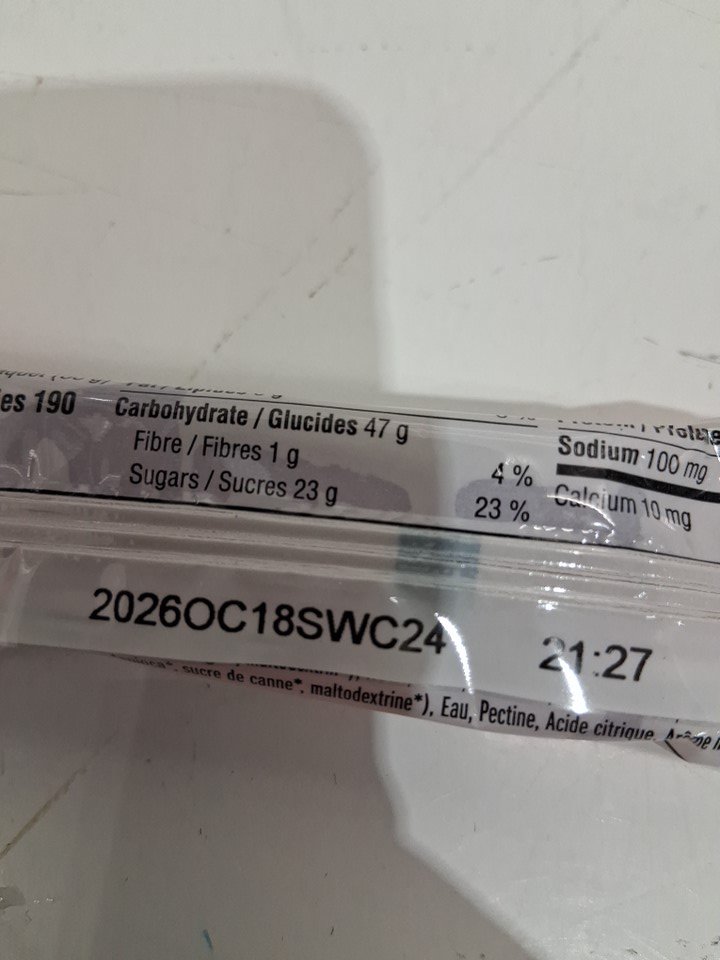 es 190
Carbohydrate / Glucides 47 g
Fibre / Fibres 1 g 4 %
Sugars / Sucres 23 g 23 %
Sodium 100 mg
Calcium 10 mg
2026OC18SWC24 21:27
sucre de canne*, maltodextrine*), Eau, Pectine, Acide citrique,